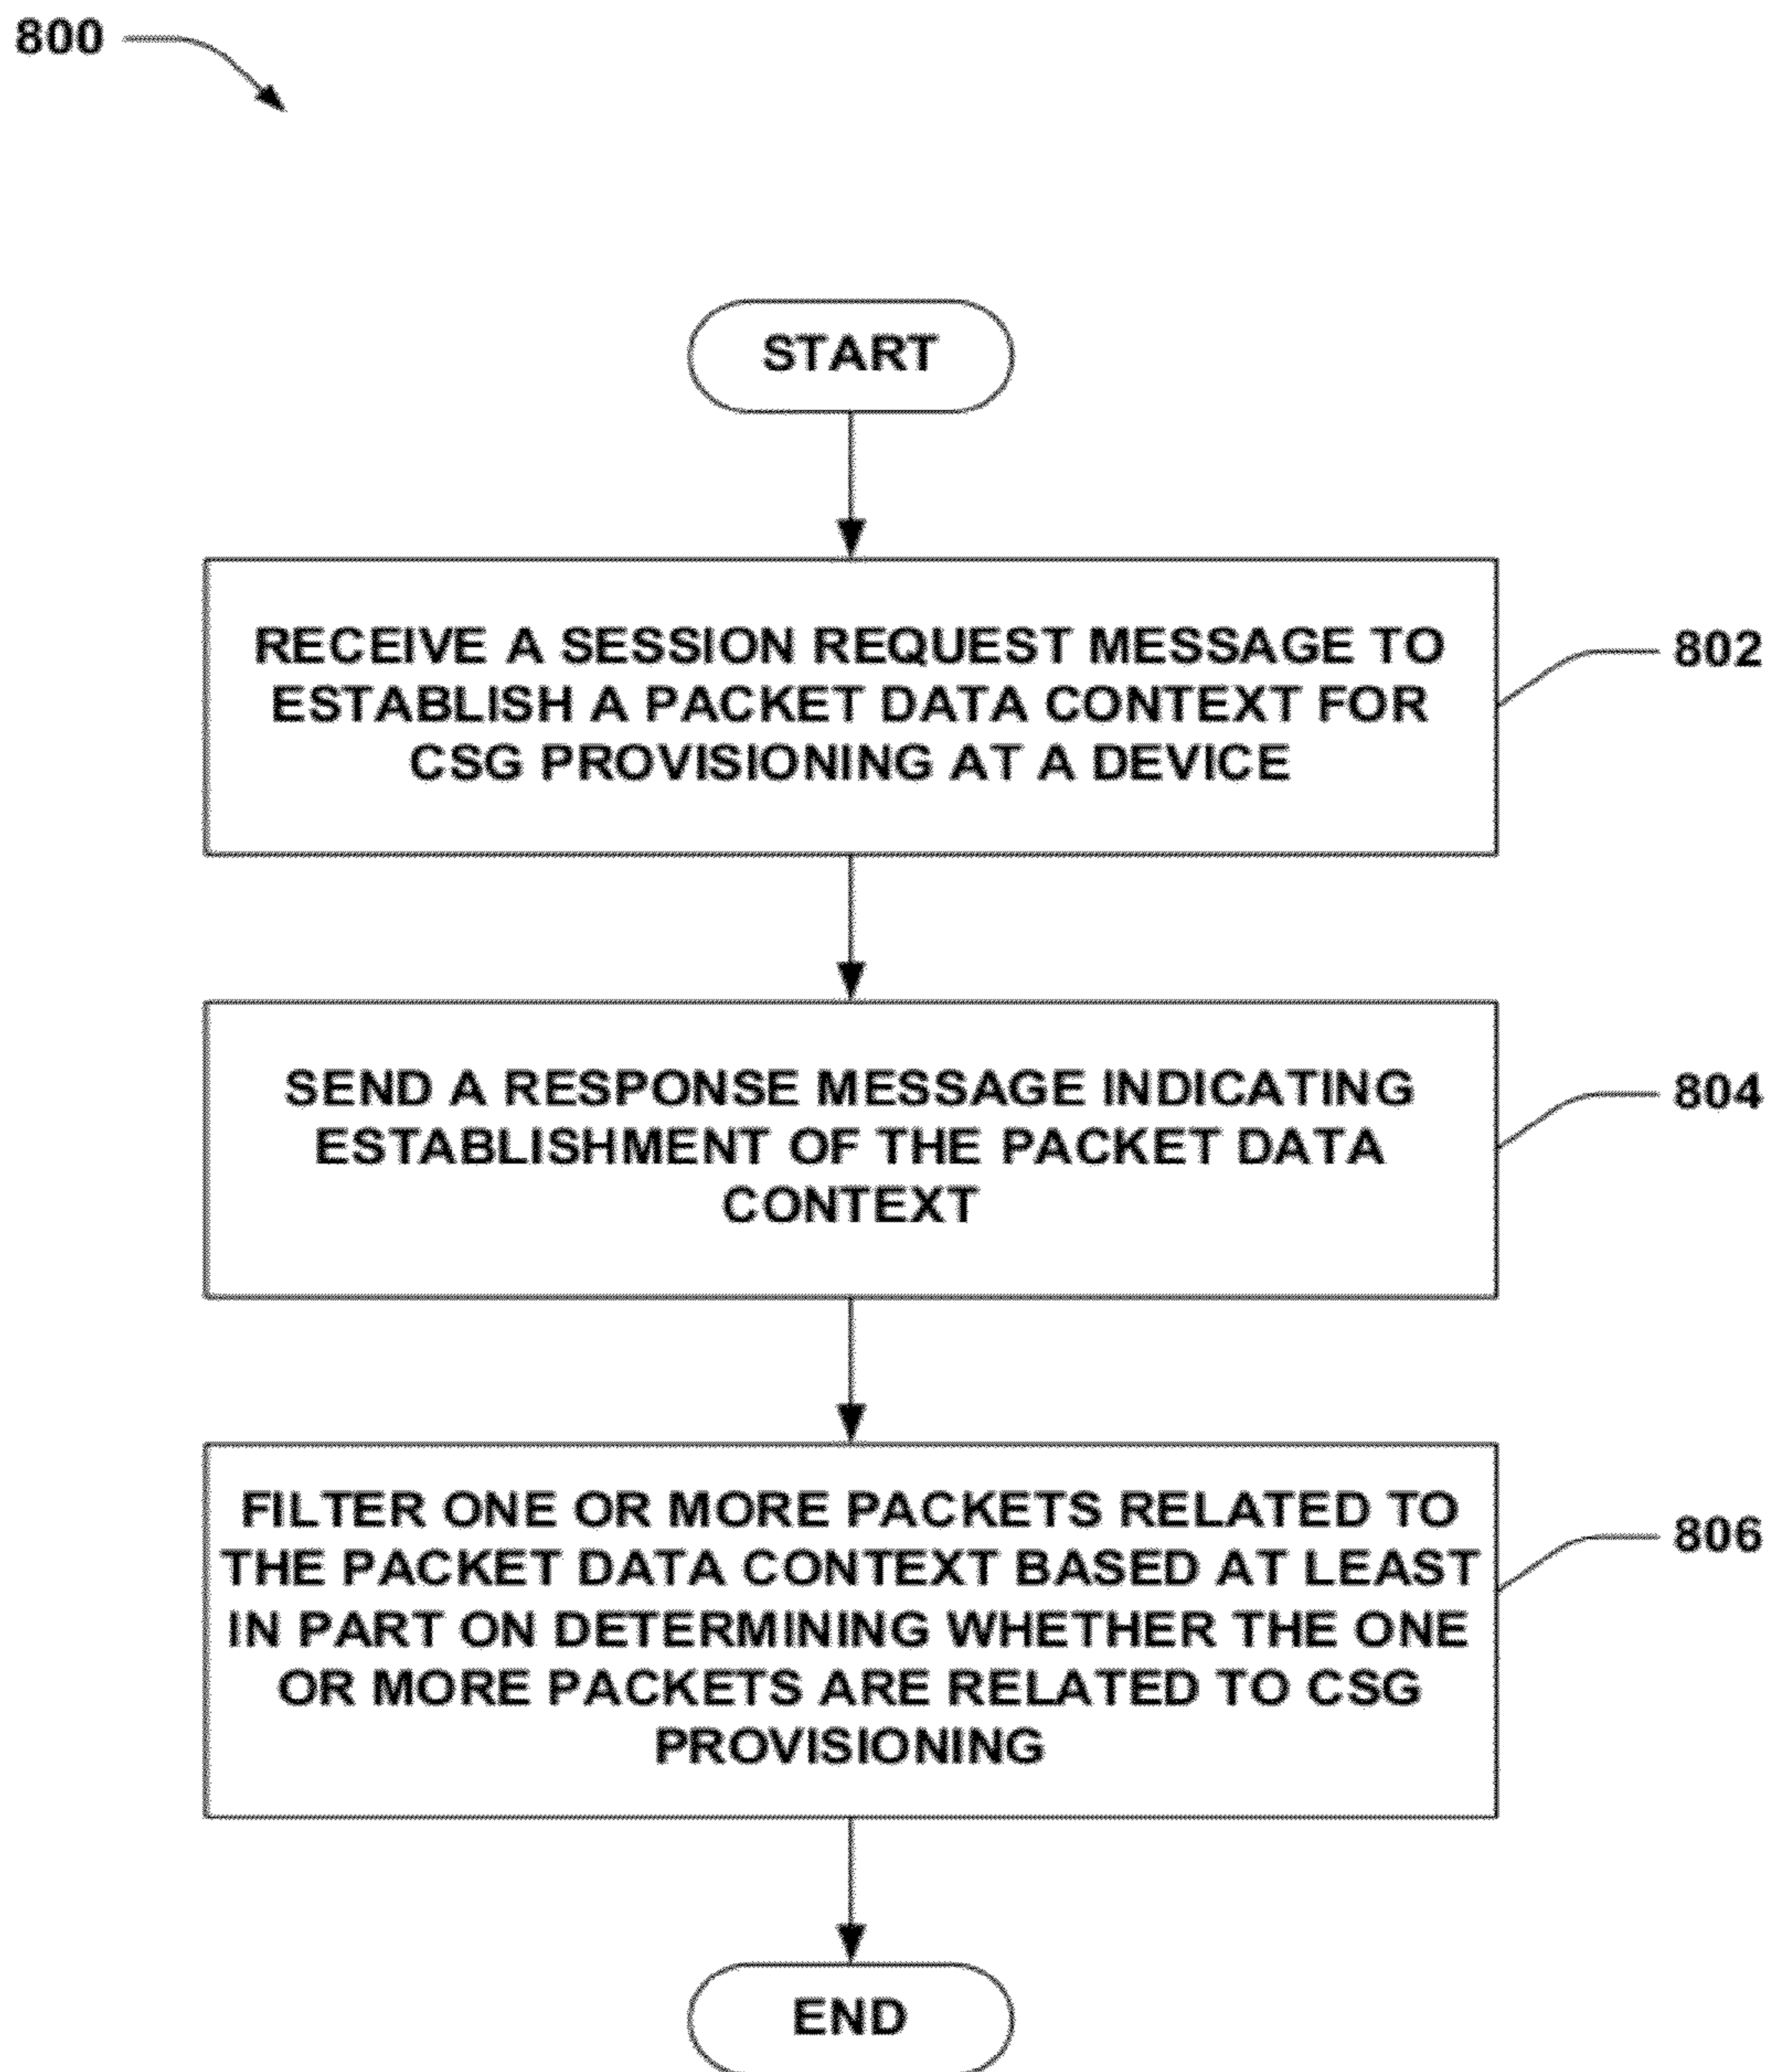 800
START
RECEIVE A SESSION REQUEST MESSAGE TO
ESTABLISH A PACKET DATA CONTEXT FOR
CSG PROVISIONING AT A DEVICE
802
SEND A RESPONSE MESSAGE INDICATING
ESTABLISHMENT OF THE PACKET DATA
CONTEXT
804
FILTER ONE OR MORE PACKETS RELATED TO
THE PACKET DATA CONTEXT BASED AT LEAST
IN PART ON DETERMINING WHETHER THE ONE
OR MORE PACKETS ARE RELATED TO CSG
PROVISIONING
806
END